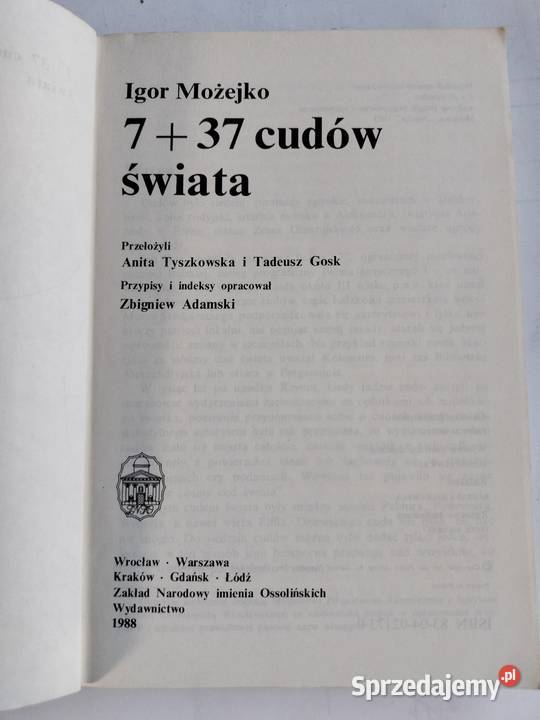 Igor Możejko
7 + 37 cudów
świata
Przełożyli
Anita Tyszkowska i Tadeusz Gosk
Przypisy i indeksy opracował
Zbigniew Adamski
Wrocław · Warszawa
Kraków · Gdańsk · Łódź
Zakład Narodowy imienia Ossolińskich
Wydawnictwo
1988
Sprzedajemy.pl